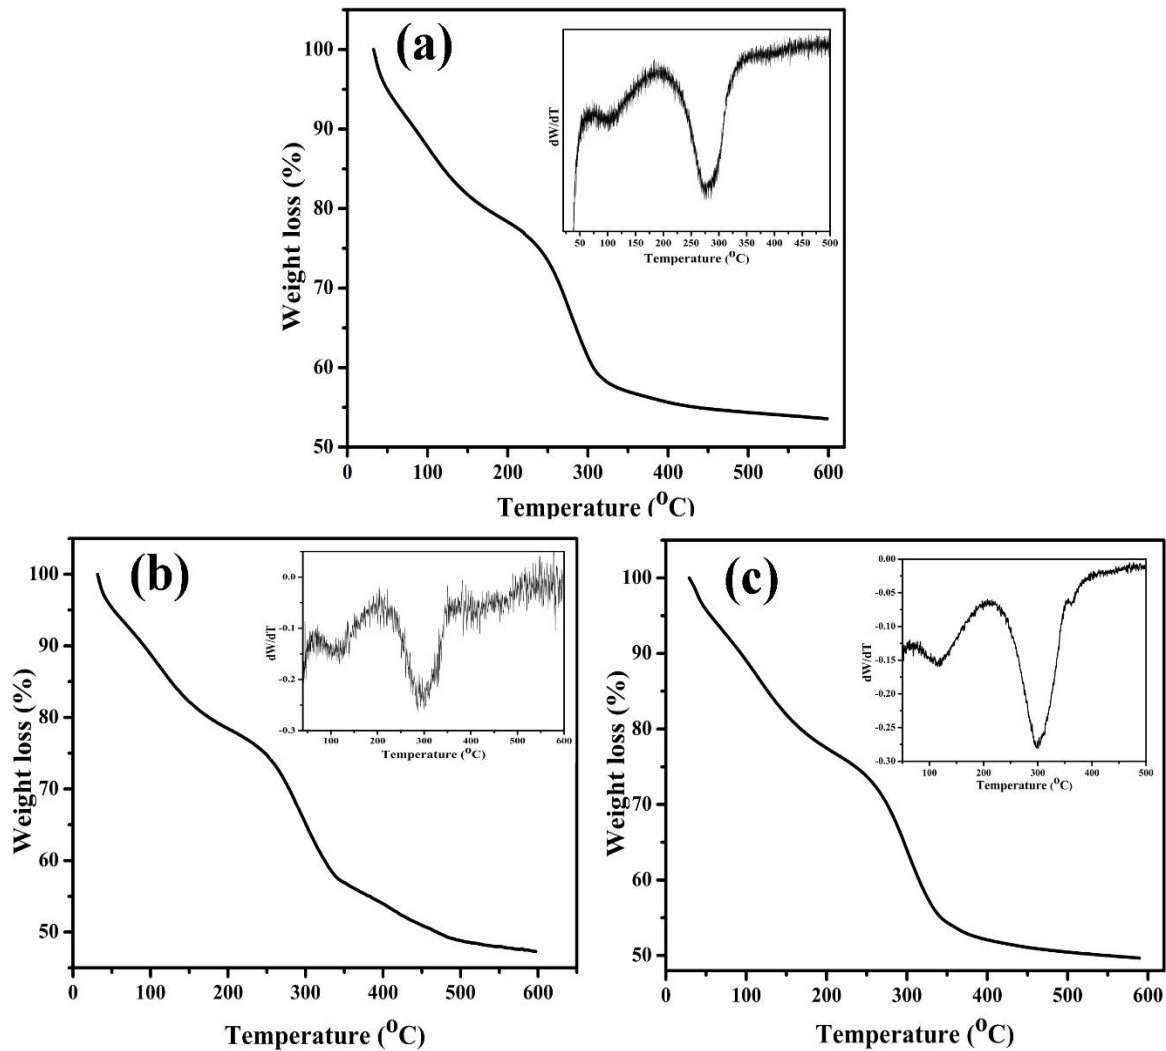 (a)
Weight loss (%)
100
90
80
70
60
50
0 100 200 300 400 500 600
Temperature (⁰C)
dW/dT
50 100 150 200 250 300 350 400 450 500
Temperature (⁰C)
(b)
Weight loss (%)
100
90
80
70
60
50
0 100 200 300 400 500 600
Temperature (⁰C)
dW/dT
0.0
-0.1
-0.2
-0.3
100 200 300 400 500 600
Temperature (⁰C)
(c)
Weight loss (%)
100
90
80
70
60
50
0 100 200 300 400 500 600
Temperature (⁰C)
dW/dT
0.00
-0.05
-0.10
-0.15
-0.20
-0.25
-0.30
100 200 300 400 500
Temperature (⁰C)